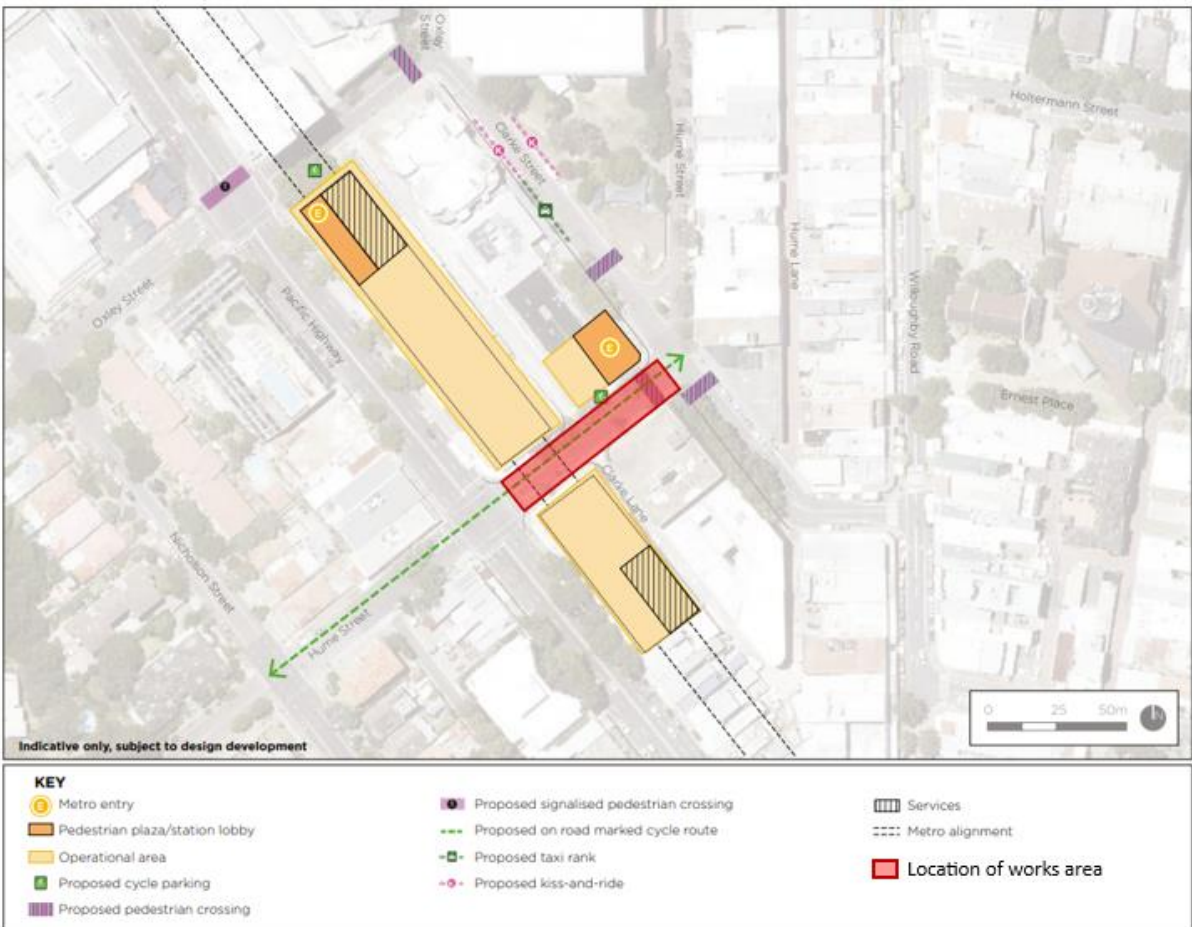 Oxley
Street
Holtermann Street
Clarke Street
Hume Street
K
K
E
Hume Lane
Willoughby Road
Oxley Street
Pacific Highway
E
Ernest Place
Clarke Lane
Nicholson Street
Hume Street
0 25 50m
N
Indicative only, subject to design development
KEY
E Metro entry
Pedestrian plaza/station lobby
Operational area
Proposed cycle parking
Proposed pedestrian crossing
Proposed signalised pedestrian crossing
Proposed on road marked cycle route
Proposed taxi rank
Proposed kiss-and-ride
Services
Metro alignment
Location of works area